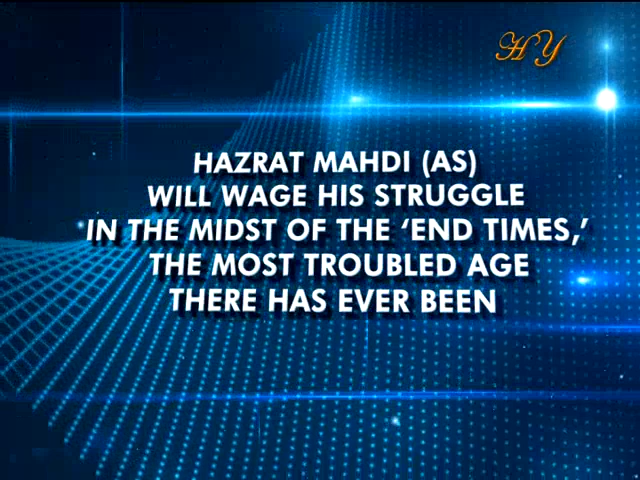 HY
HAZRAT MAHDI (AS)
WILL WAGE HIS STRUGGLE
IN THE MIDST OF THE ‘END TIMES,’
THE MOST TROUBLED AGE
THERE HAS EVER BEEN